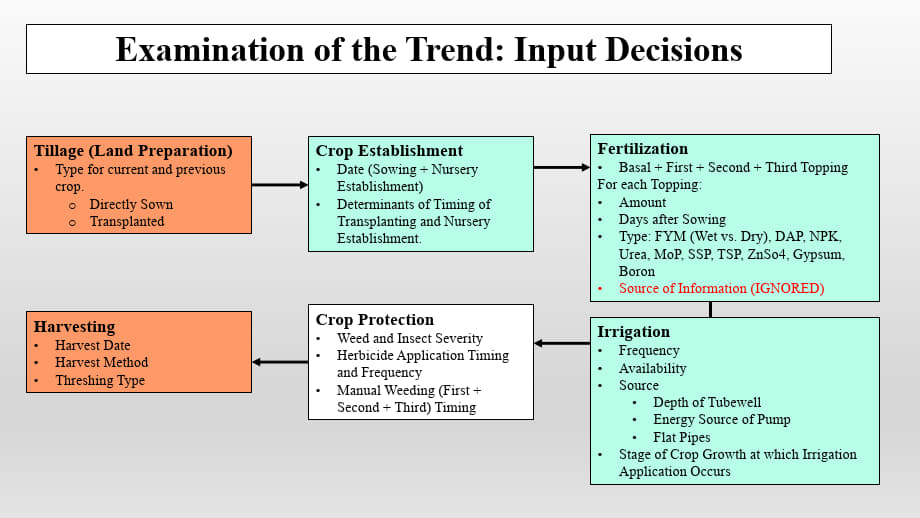 Examination of the Trend: Input Decisions
Tillage (Land Preparation)
• Type for current and previous
crop.
o Directly Sown
o Transplanted
Crop Establishment
• Date (Sowing + Nursery
Establishment)
• Determinants of Timing of
Transplanting and Nursery
Establishment.
Fertilization
• Basal + First + Second + Third Topping
For each Topping:
• Amount
• Days after Sowing
• Type: FYM (Wet vs. Dry), DAP, NPK,
Urea, MoP, SSP, TSP, ZnSo4, Gypsum,
Boron
• Source of Information (IGNORED)
Irrigation
• Frequency
• Availability
• Source
• Depth of Tubewell
• Energy Source of Pump
• Flat Pipes
• Stage of Crop Growth at which Irrigation
Application Occurs
Crop Protection
• Weed and Insect Severity
• Herbicide Application Timing
and Frequency
• Manual Weeding (First +
Second + Third) Timing
Harvesting
• Harvest Date
• Harvest Method
• Threshing Type